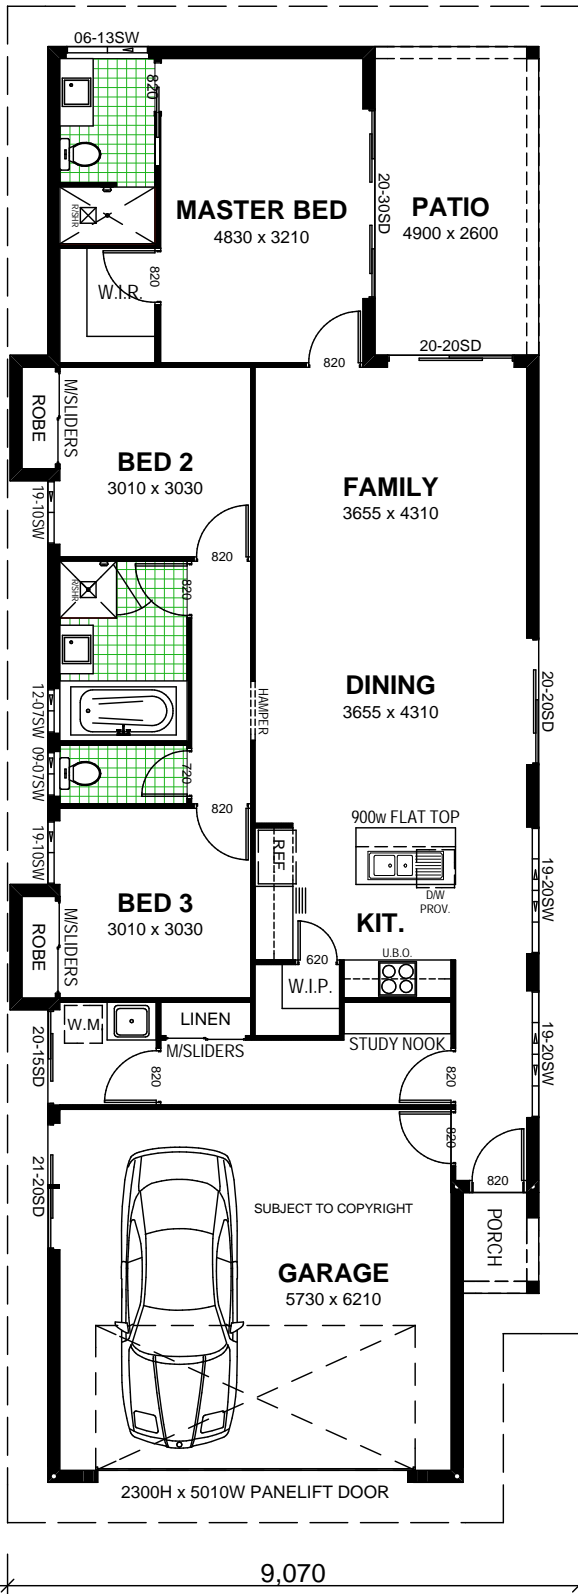 06-13SW
820
R/SHR
MASTER BED
4830 x 3210
20-30SD
PATIO
4900 x 2600
W.I.R.
820
820
20-20SD
ROBE
M/SLIDERS
BED 2
3010 x 3030
19-10SW
FAMILY
3655 x 4310
820
R/SHR
820
12-07SW
HAMPER
DINING
3655 x 4310
20-20SD
09-07SW
720
19-10SW
820
900w FLAT TOP
REF
D/W
PROV.
19-20SW
ROBE
M/SLIDERS
BED 3
3010 x 3030
KIT.
620
U.B.O.
W.I.P.
W.M
LINEN
M/SLIDERS
STUDY NOOK
20-15SD
820
820
19-20SW
820
820
21-20SD
SUBJECT TO COPYRIGHT
PORCH
GARAGE
5730 x 6210
2300H x 5010W PANELIFT DOOR
9,070